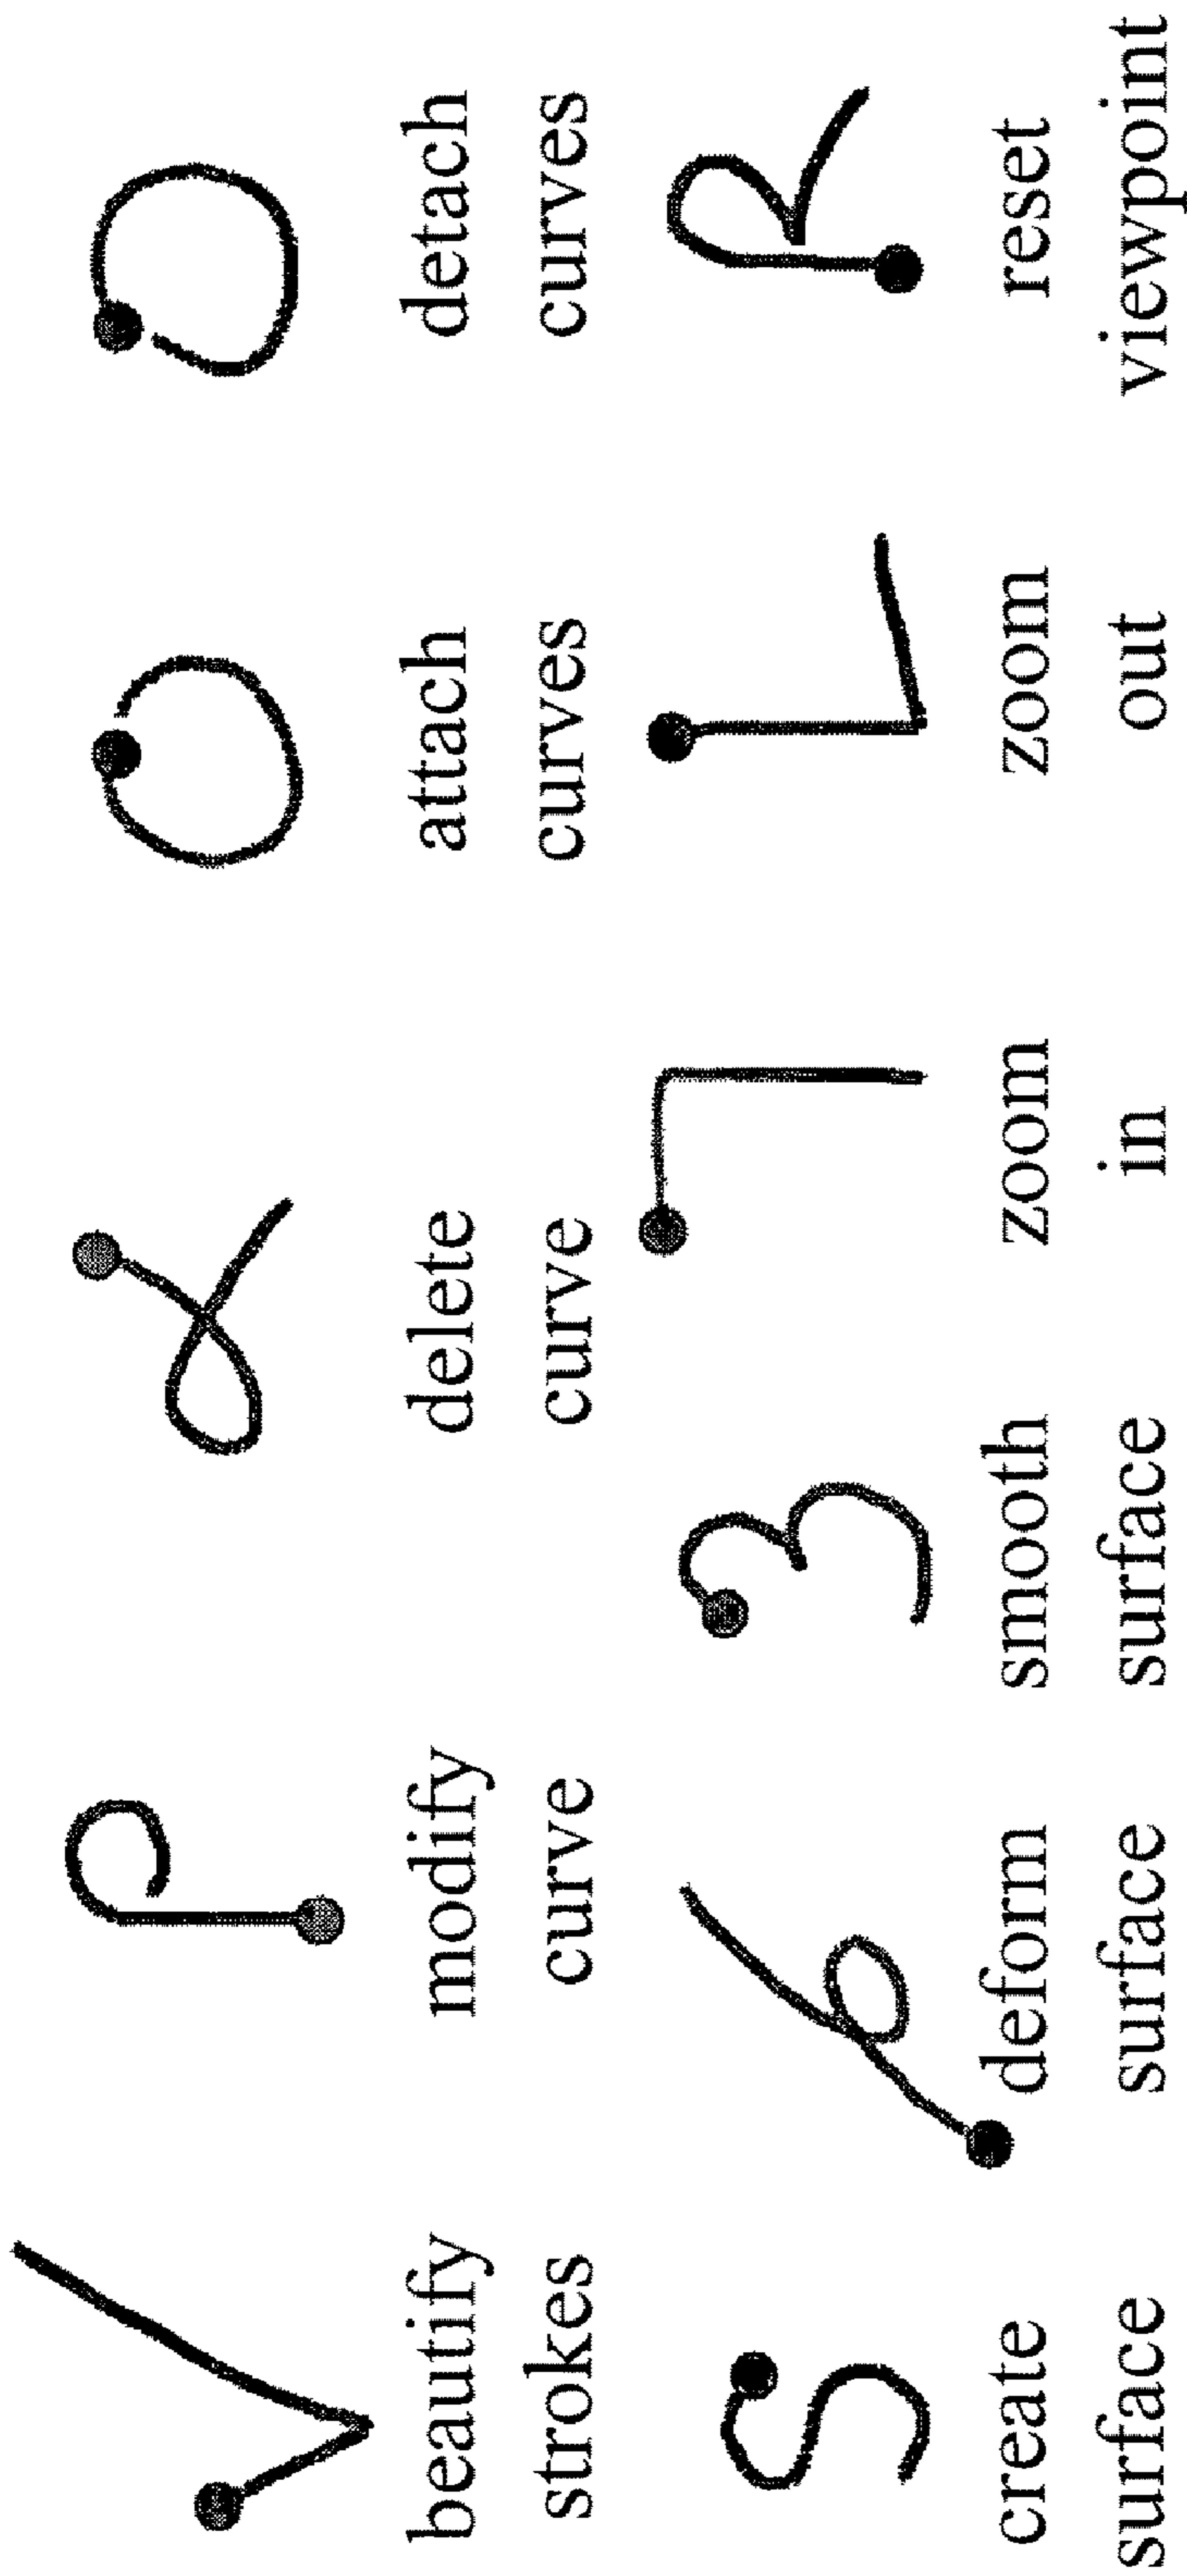 beautify modify delete attach detach
strokes curve curve curves curves
create deform smooth zoom zoom reset
surface surface surface in out viewpoint